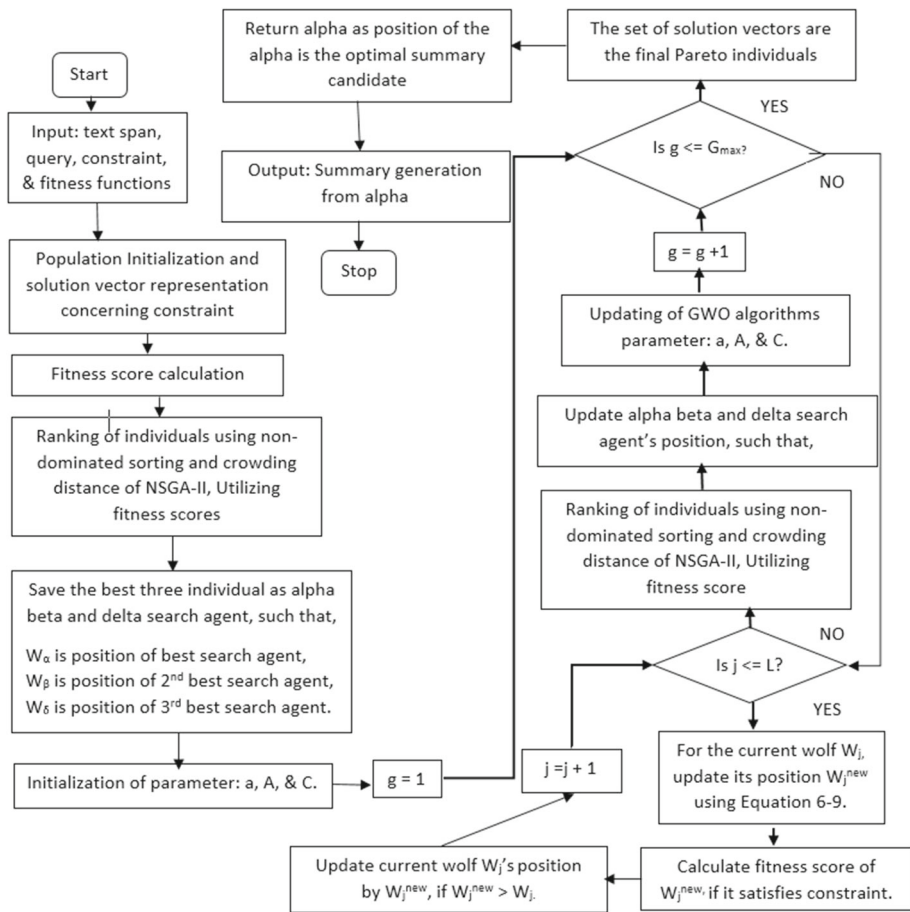 Start
Input: text span,
query, constraint,
& fitness functions
Population Initialization and
solution vector representation
concerning constraint
Fitness score calculation
Ranking of individuals using non-
dominated sorting and crowding
distance of NSGA-II, Utilizing
fitness scores
Save the best three individual as alpha
beta and delta search agent, such that,
Wα is position of best search agent,
Wβ is position of 2nd best search agent,
Wδ is position of 3rd best search agent.
Initialization of parameter: a, A, & C.
g = 1
Is g <= Gmax?
YES
NO
The set of solution vectors are
the final Pareto individuals
Return alpha as position of the
alpha is the optimal summary
candidate
Output: Summary generation
from alpha
Stop
g = g +1
Updating of GWO algorithms
parameter: a, A, & C.
Update alpha beta and delta search
agent's position, such that,
Ranking of individuals using non-
dominated sorting and crowding
distance of NSGA-II, Utilizing
fitness score
NO
Is j <= L?
YES
For the current wolf Wj,
update its position Wjnew
using Equation 6-9.
Calculate fitness score of
Wjnew, if it satisfies constraint.
Update current wolf Wj's position
by Wjnew, if Wjnew > Wj.
j =j + 1